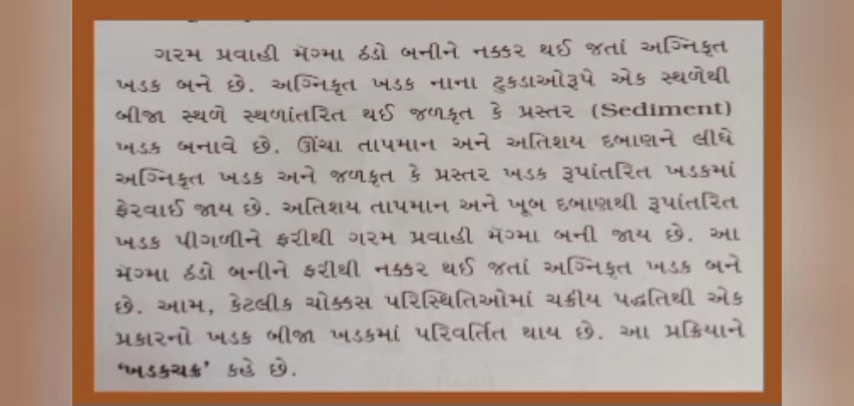 ગરમ પ્રવાહી મૅગ્મા ઠંડો બનીને નક્કર થઈ જતાં અગ્નિકૃત
ખડક બને છે. અગ્નિકૃત ખડક નાના ટુકડાઓરૂપે એક સ્થળેથી
બીજા સ્થળે સ્થળાંતરિત થઈ જળકૃત કે પ્રસ્તર (Sediment)
ખડક બનાવે છે. ઊંચા તાપમાન અને અતિશય દબાણને લીધે
અગ્નિકૃત ખડક અને જળકૃત કે પ્રસ્તર ખડક રૂપાંતરિત ખડકમાં
ફેરવાઈ જાય છે. અતિશય તાપમાન અને ખૂબ દબાણથી રૂપાંતરિત
ખડક પીગળીને ફરીથી ગરમ પ્રવાહી મૅગ્મા બની જાય છે. આ
મૅગ્મા ઠંડો બનીને ફરીથી નક્કર થઈ જતાં અગ્નિકૃત ખડક બને
છે. આમ, કેટલીક ચોક્કસ પરિસ્થિતિઓમાં ચક્રીય પદ્ધતિથી એક
પ્રકારનો ખડક બીજા ખડકમાં પરિવર્તિત થાય છે. આ પ્રક્રિયાને
‘ખડકચક્ર’ કહે છે.